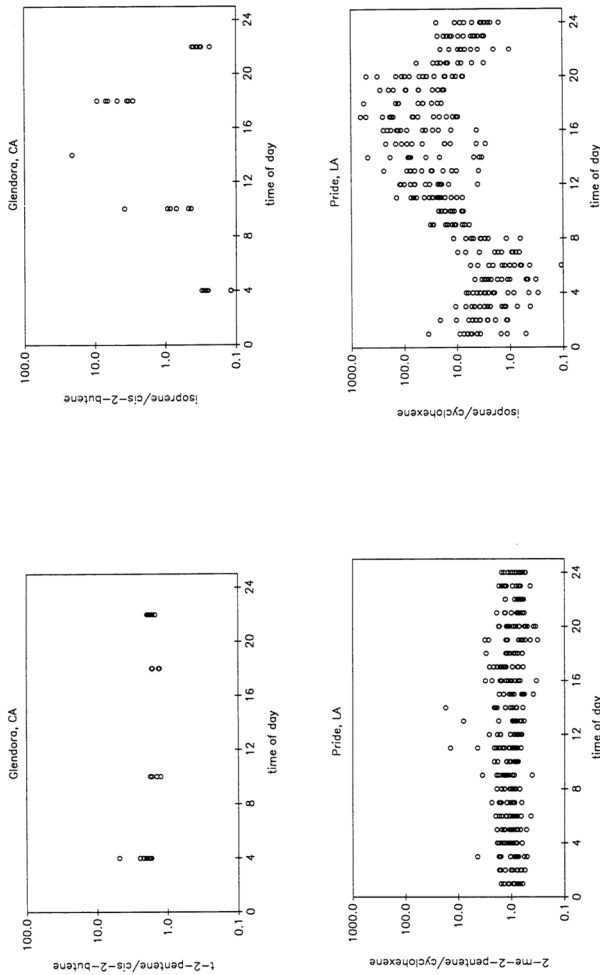 Glendora, CA
100.0
10.0
1.0
0.1
isoprene/cis-2-butene
0 4 8 12 16 20 24
time of day
Pride, LA
1000.0
100.0
10.0
1.0
0.1
isoprene/cyclohexene
0 4 8 12 16 20 24
time of day
Glendora, CA
100.0
10.0
1.0
0.1
t-2-pentene/cis-2-butene
0 4 8 12 16 20 24
time of day
Pride, LA
1000.0
100.0
10.0
1.0
0.1
2-me-2-pentene/cyclohexene
0 4 8 12 16 20 24
time of day